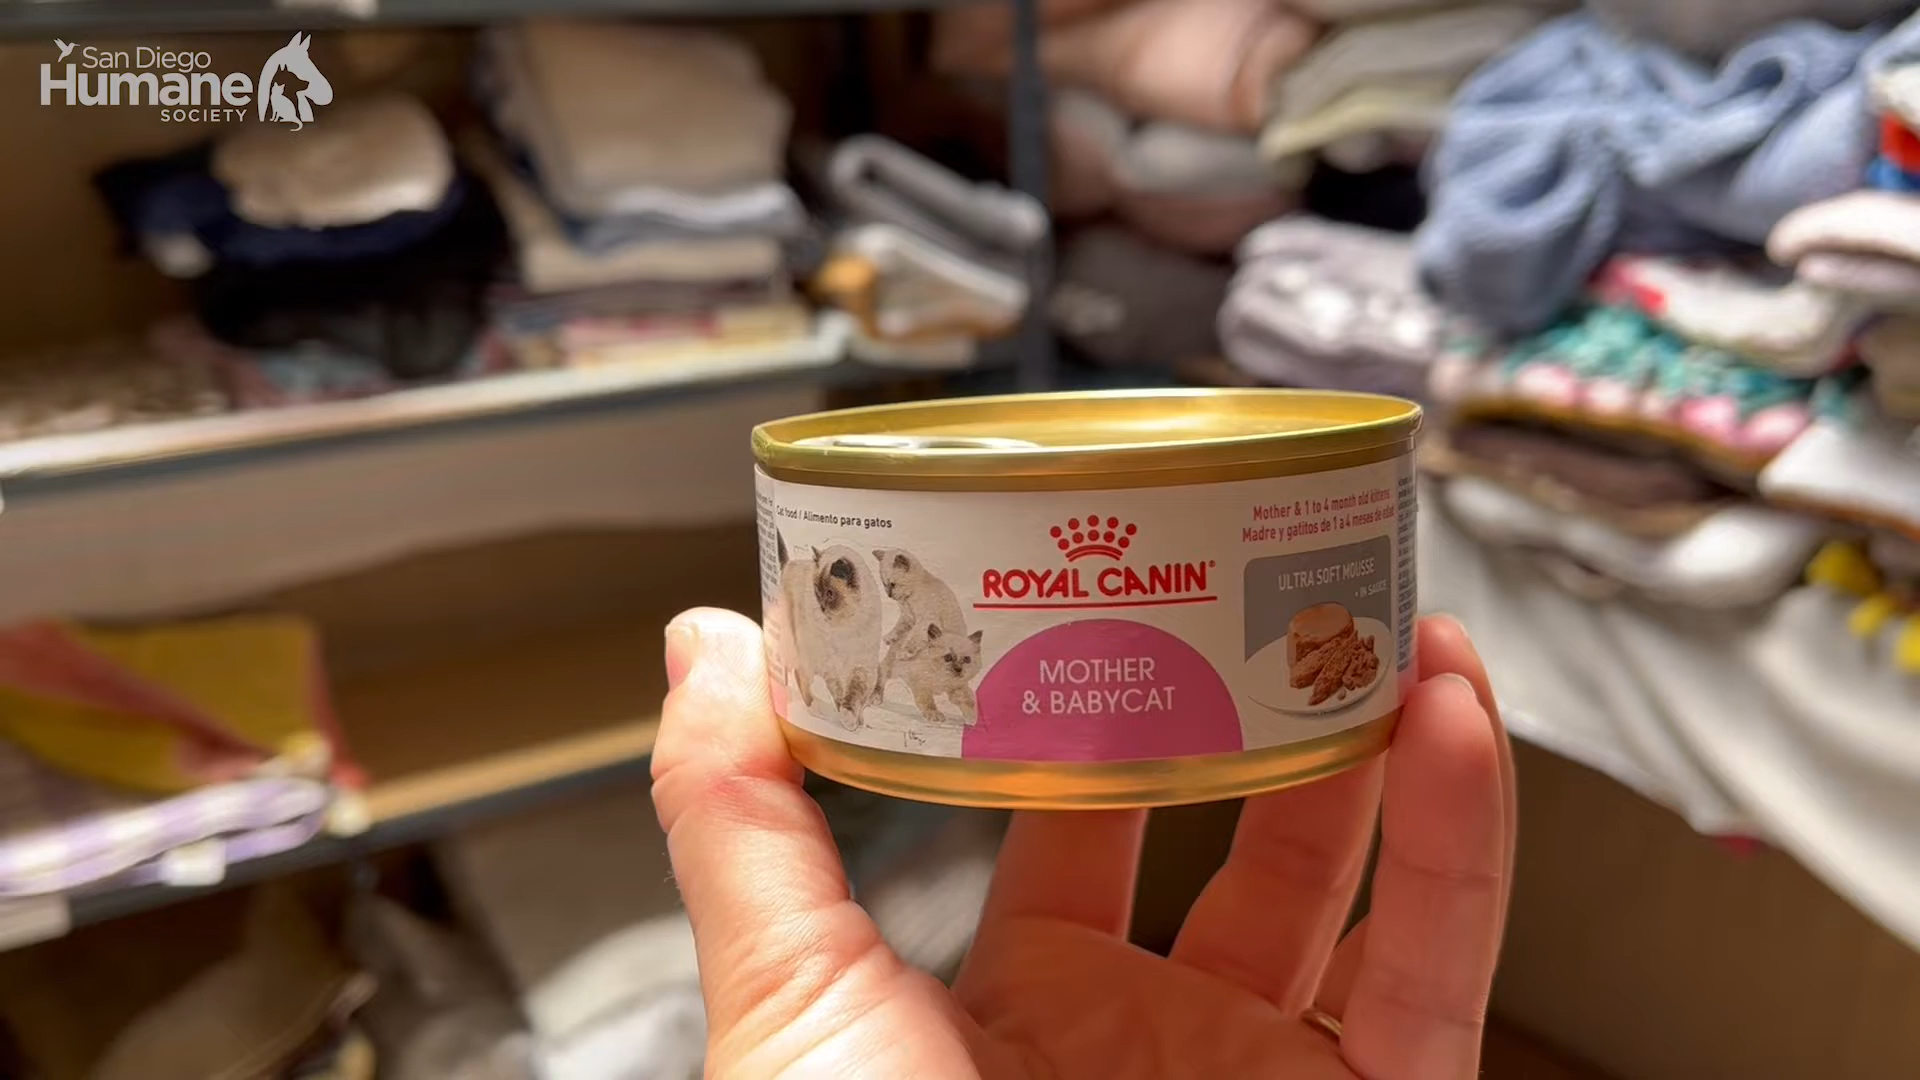 San Diego
Humane
SOCIETY
Cat food / Alimento para gatos
Mother & 1 to 4 month old kittens
Madre y gatitos de 1 a 4 meses de edad
ROYAL CANIN®
ULTRA SOFT MOUSSE
IN SAUCE
MOTHER
& BABYCAT